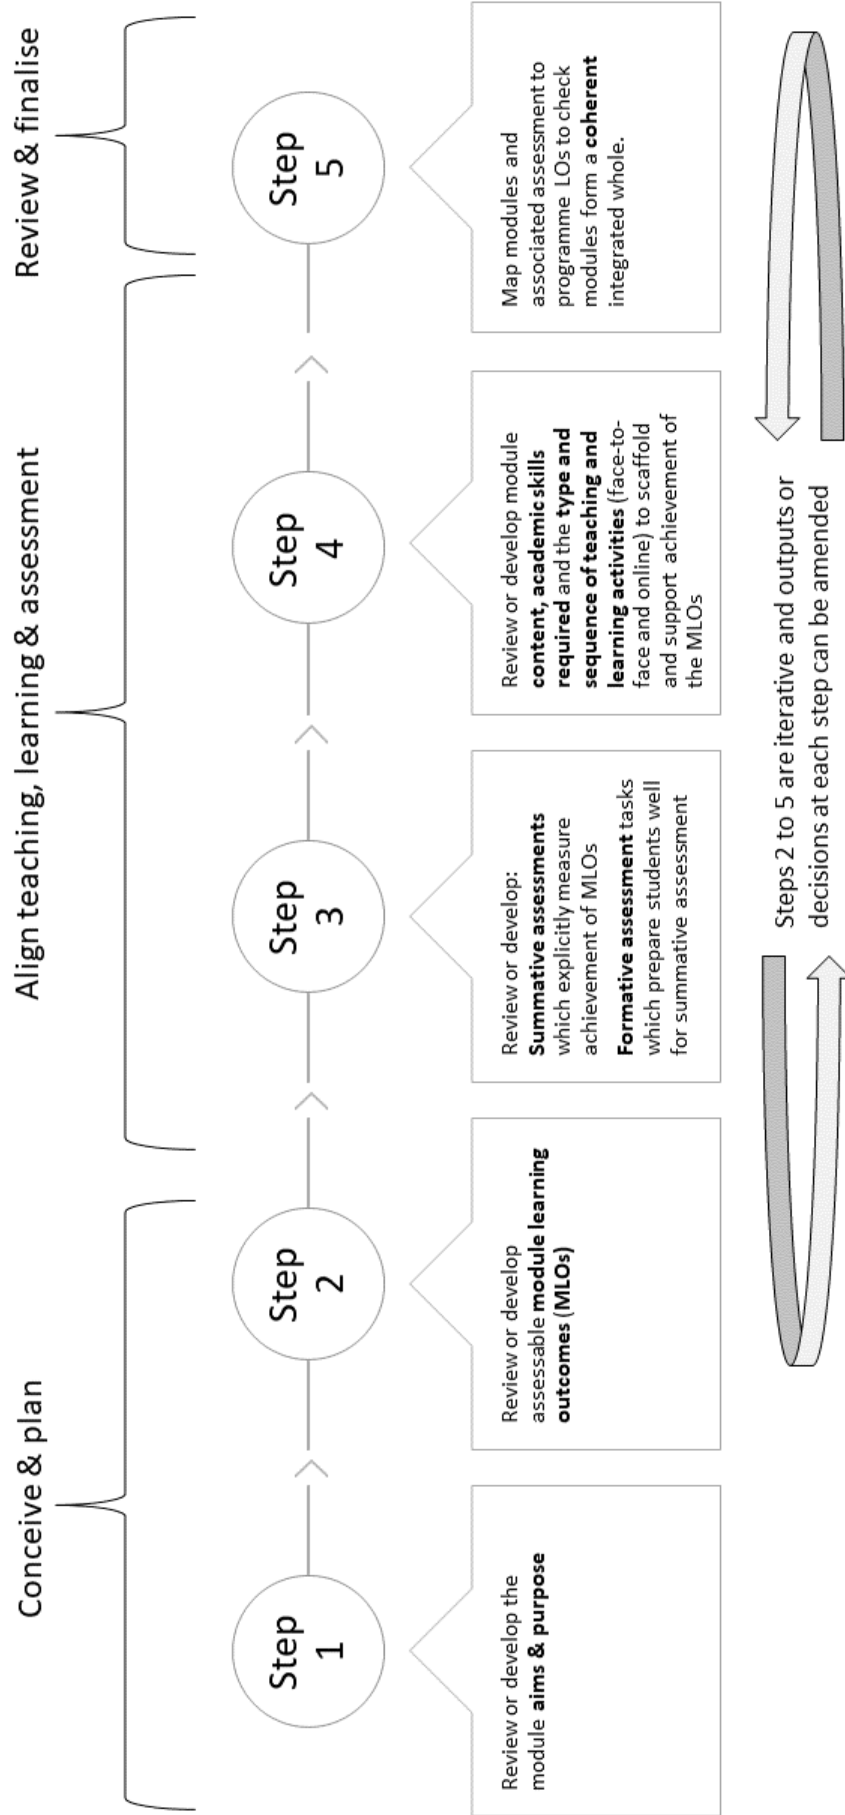 Conceive & plan
Align teaching, learning & assessment
Review & finalise
Step
1
Step
2
Step
3
Step
4
Step
5
Review or develop the
module aims & purpose
Review or develop
assessable module learning
outcomes (MLOs)
Review or develop:
Summative assessments
which explicitly measure
achievement of MLOs
Formative assessment tasks
which prepare students well
for summative assessment
Review or develop module
content, academic skills
required and the type and
sequence of teaching and
learning activities (face-to-
face and online) to scaffold
and support achievement of
the MLOs
Map modules and
associated assessment to
programme LOs to check
modules form a coherent
integrated whole.
Steps 2 to 5 are iterative and outputs or
decisions at each step can be amended